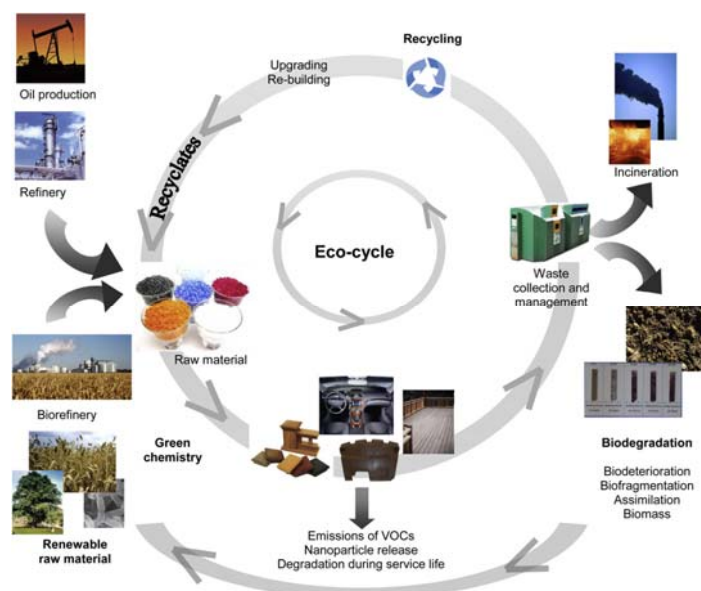 Recycling
Upgrading
Re-building
Oil production
Refinery
Recyclates
Incineration
Eco-cycle
Waste
collection and
management
Raw material
Biorefinery
Green
chemistry
Renewable
raw material
Biodegradation
Biodeterioration
Biofragmentation
Assimilation
Biomass
Emissions of VOCs
Nanoparticle release
Degradation during service life